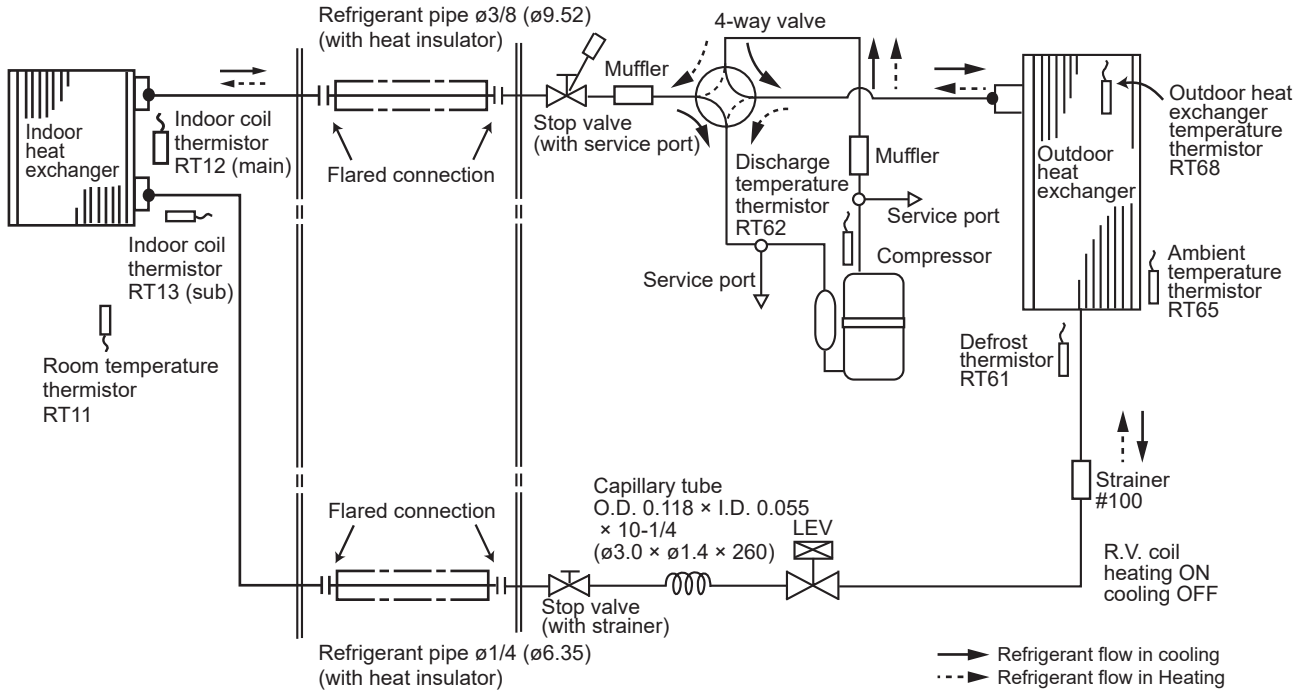 Refrigerant pipe ø3/8 (ø9.52)
(with heat insulator)
4-way valve
Muffler
Stop valve
(with service port)
Indoor
heat
exchanger
Indoor coil
thermistor
RT12 (main)
Flared connection
Discharge
temperature
thermistor
RT62
Muffler
Service port
Compressor
Service port
Outdoor
heat
exchanger
Outdoor heat
exchanger
temperature
thermistor
RT68
Ambient
temperature
thermistor
RT65
Indoor coil
thermistor
RT13 (sub)
Room temperature
thermistor
RT11
Defrost
thermistor
RT61
Strainer
#100
Flared connection
Capillary tube
O.D. 0.118 × I.D. 0.055
× 10-1/4
(ø3.0 × ø1.4 × 260)
LEV
R.V. coil
heating ON
cooling OFF
Stop valve
(with strainer)
Refrigerant pipe ø1/4 (ø6.35)
(with heat insulator)
Refrigerant flow in cooling
Refrigerant flow in Heating